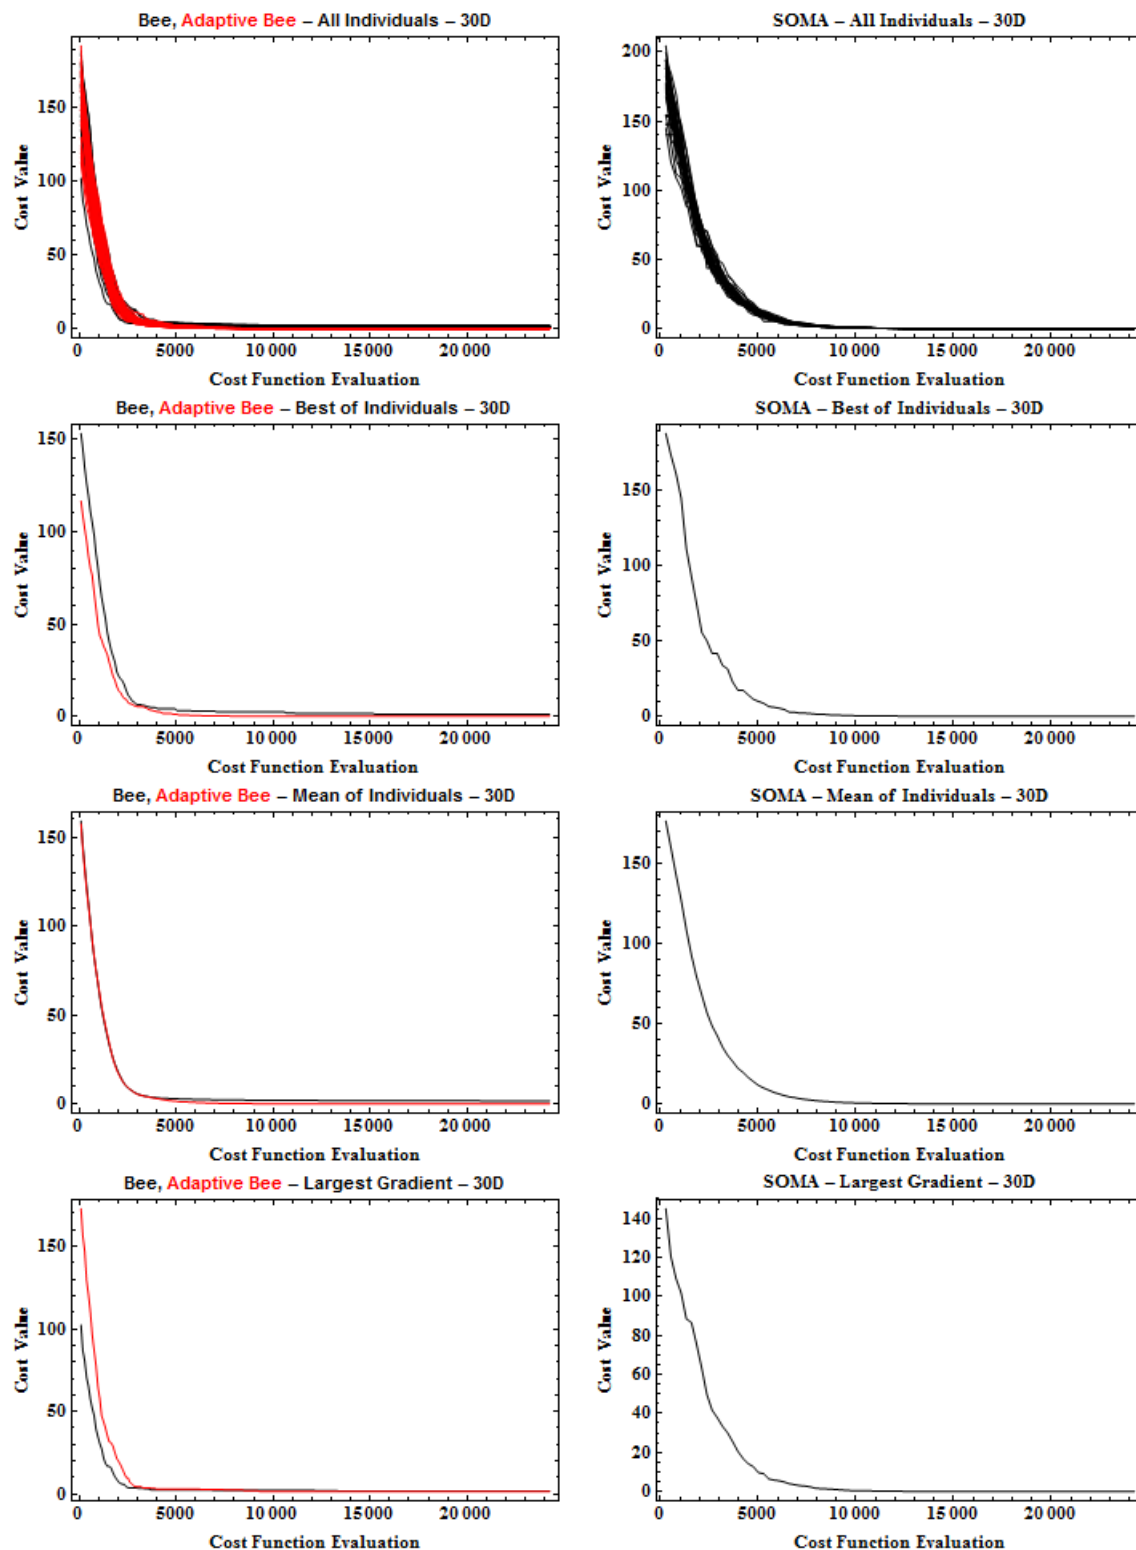 Bee, Adaptive Bee – All Individuals – 30D
Cost Value
150
100
50
0
0 5000 10 000 15 000 20 000
Cost Function Evaluation
SOMA – All Individuals – 30D
Cost Value
200
150
100
50
0
0 5000 10 000 15 000 20 000
Cost Function Evaluation
Bee, Adaptive Bee – Best of Individuals – 30D
Cost Value
150
100
50
0
0 5000 10 000 15 000 20 000
Cost Function Evaluation
SOMA – Best of Individuals – 30D
Cost Value
150
100
50
0
0 5000 10 000 15 000 20 000
Cost Function Evaluation
Bee, Adaptive Bee – Mean of Individuals – 30D
Cost Value
150
100
50
0
0 5000 10 000 15 000 20 000
Cost Function Evaluation
SOMA – Mean of Individuals – 30D
Cost Value
150
100
50
0
0 5000 10 000 15 000 20 000
Cost Function Evaluation
Bee, Adaptive Bee – Largest Gradient – 30D
Cost Value
150
100
50
0
0 5000 10 000 15 000 20 000
Cost Function Evaluation
SOMA – Largest Gradient – 30D
Cost Value
140
120
100
80
60
40
20
0
0 5000 10 000 15 000 20 000
Cost Function Evaluation